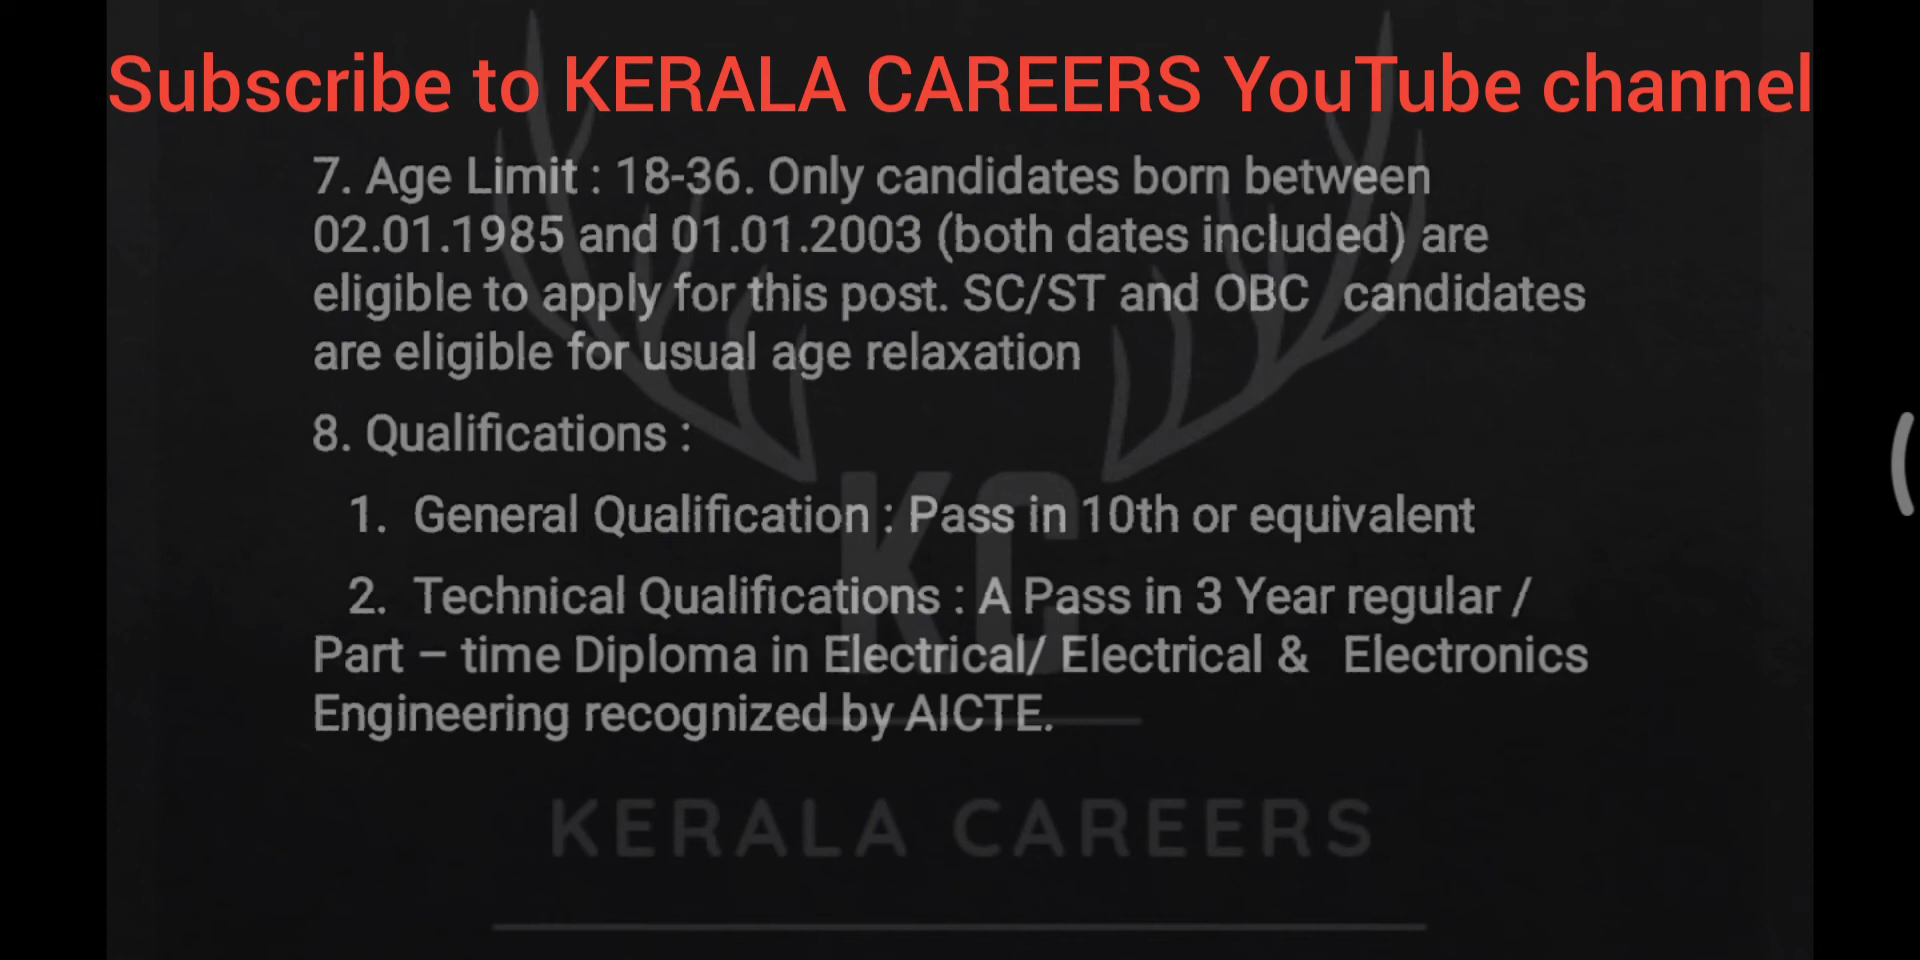 Subscribe to KERALA CAREERS YouTube channel
7. Age Limit : 18-36. Only candidates born between
02.01.1985 and 01.01.2003 (both dates included) are
eligible to apply for this post. SC/ST and OBC candidates
are eligible for usual age relaxation
8. Qualifications :
1. General Qualification : Pass in 10th or equivalent
2. Technical Qualifications : A Pass in 3 Year regular /
Part – time Diploma in Electrical/ Electrical & Electronics
Engineering recognized by AICTE.
KC
KERALA CAREERS